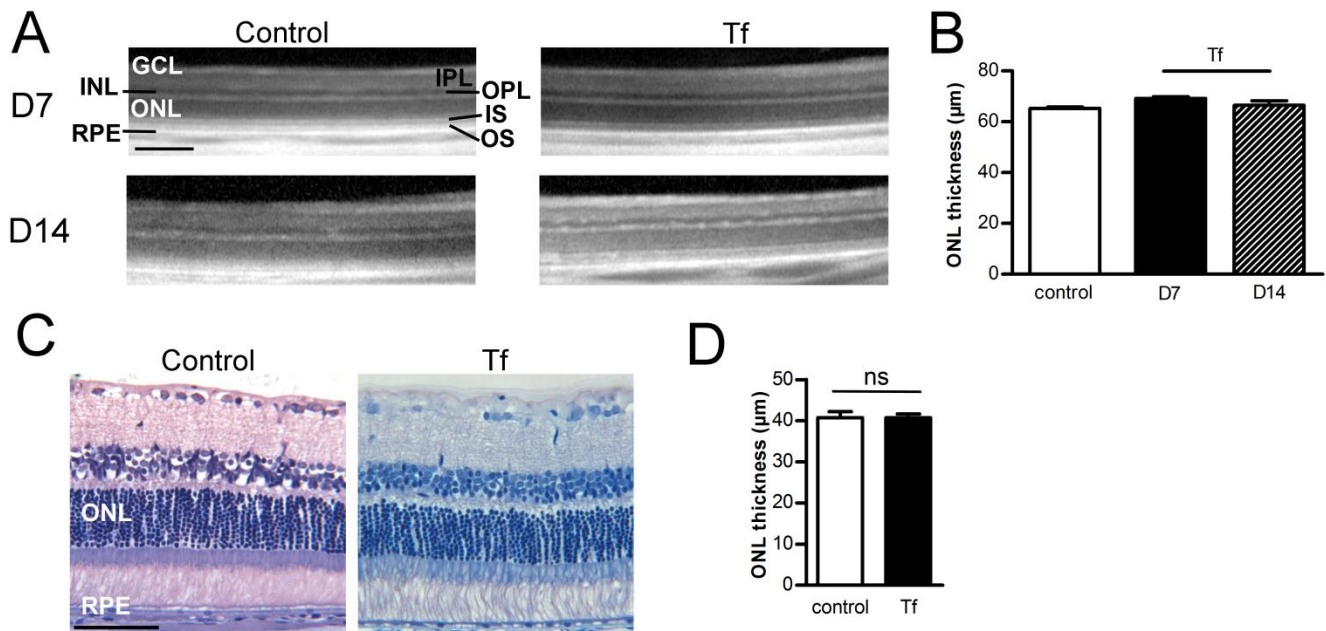 A
Control
Tf
D7
GCL
INL
IPL
OPL
ONL
IS
RPE
OS
D14
B
Tf
ONL thickness (µm)
80
60
40
20
0
control
D7
D14
C
Control
Tf
ONL
RPE
D
ns
ONL thickness (µm)
50
40
30
20
10
0
control
Tf